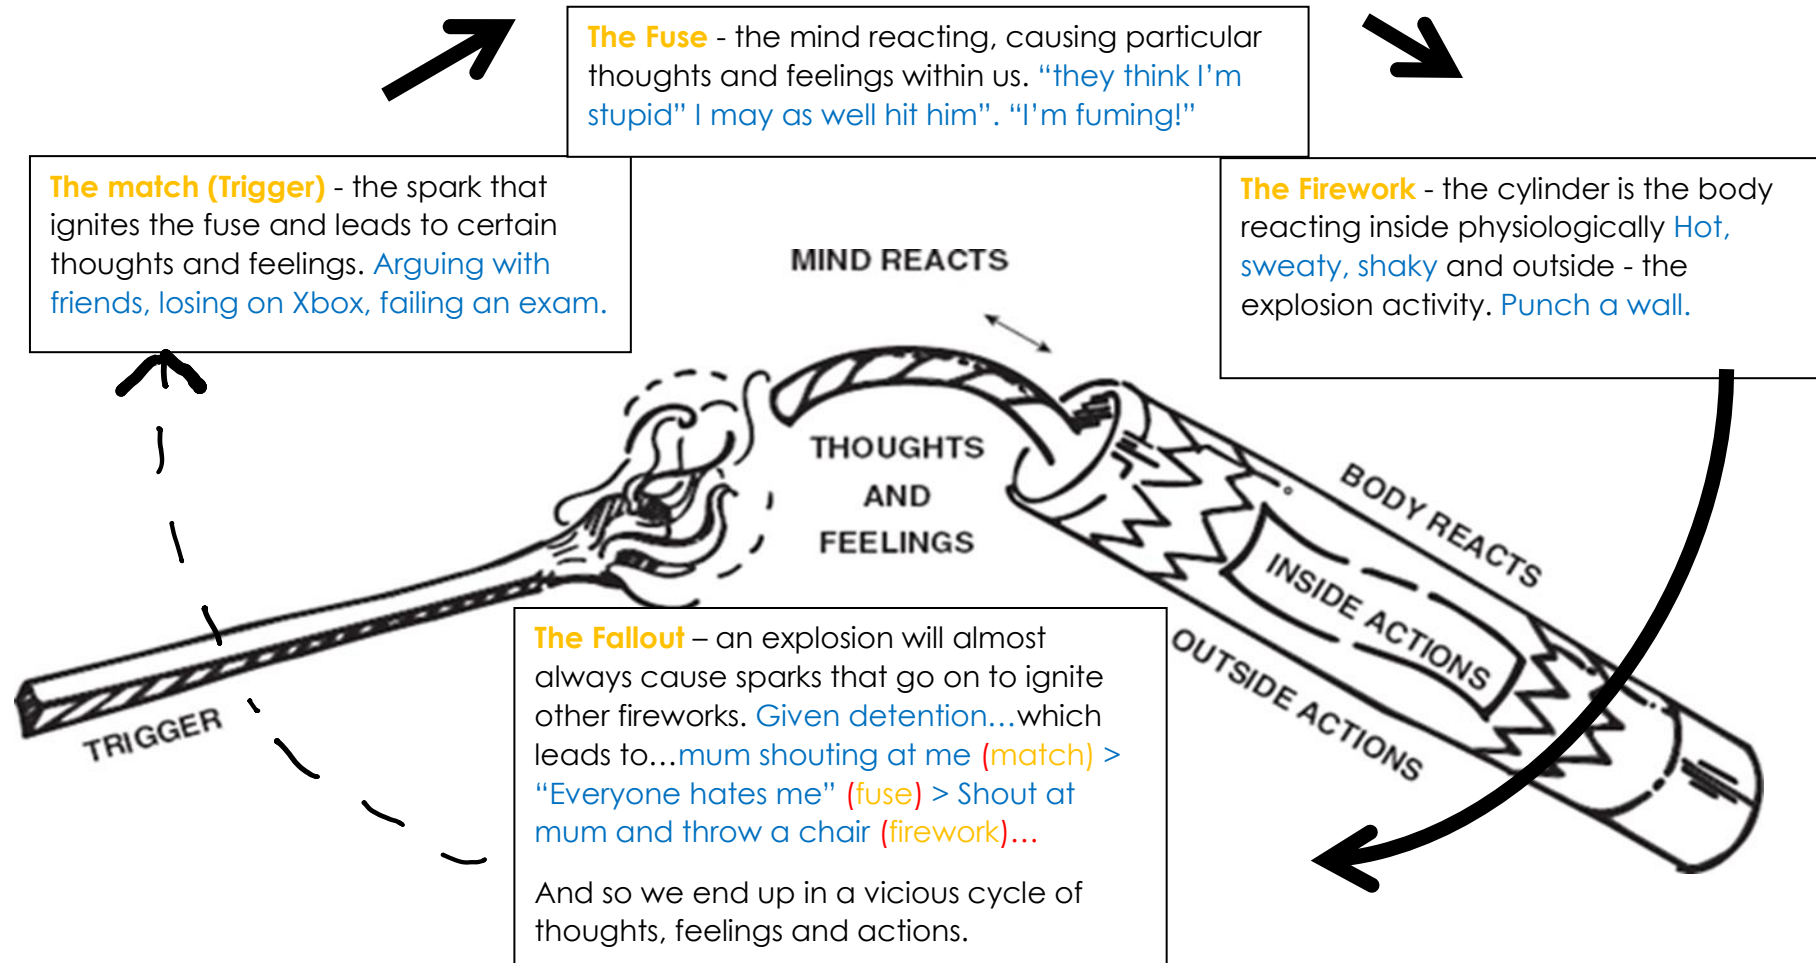 The Fuse - the mind reacting, causing particular
thoughts and feelings within us. “they think I’m
stupid” I may as well hit him”. “I’m fuming!”
The match (Trigger) - the spark that
ignites the fuse and leads to certain
thoughts and feelings. Arguing with
friends, losing on Xbox, failing an exam.
The Firework - the cylinder is the body
reacting inside physiologically Hot,
sweaty, shaky and outside - the
explosion activity. Punch a wall.
MIND REACTS
THOUGHTS
AND
FEELINGS
BODY REACTS
INSIDE ACTIONS
OUTSIDE ACTIONS
TRIGGER
The Fallout – an explosion will almost
always cause sparks that go on to ignite
other fireworks. Given detention…which
leads to…mum shouting at me (match) >
“Everyone hates me” (fuse) > Shout at
mum and throw a chair (firework)…
And so we end up in a vicious cycle of
thoughts, feelings and actions.